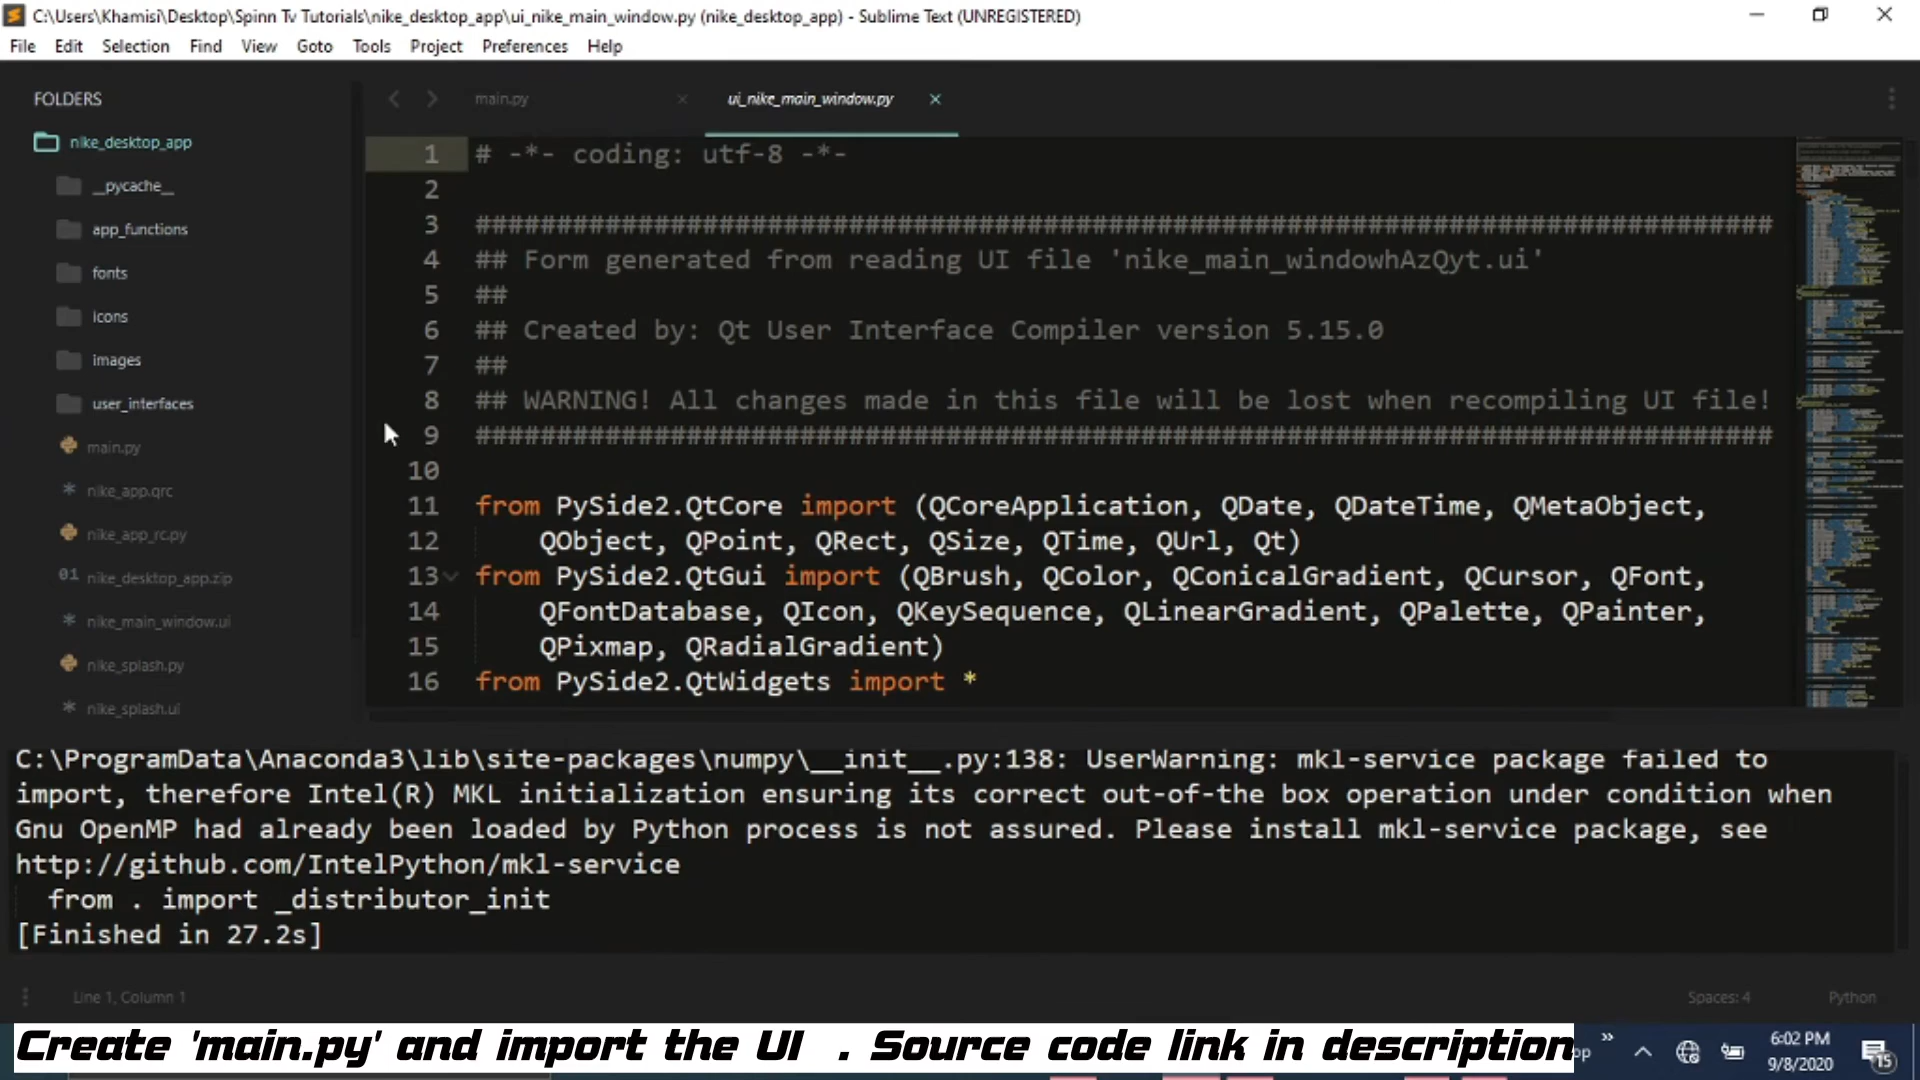 C:\Users\Khamisi\Desktop\Spinn Tv Tutorials\nike_desktop_app\ui_nike_main_window.py (nike_desktop_app) - Sublime Text (UNREGISTERED)
File Edit Selection Find View Goto Tools Project Preferences Help
FOLDERS
nike_desktop_app
__pycache__
app_functions
fonts
icons
images
user_interfaces
main.py
nike_app.qrc
nike_app_rc.py
nike_desktop_app.zip
nike_main_window.ui
nike_splash.py
nike_splash.ui
main.py ui_nike_main_window.py
1 # -*- coding: utf-8 -*-
2
3 ################################################################################
4 ## Form generated from reading UI file 'nike_main_windowhAzQyt.ui'
5 ##
6 ## Created by: Qt User Interface Compiler version 5.15.0
7 ##
8 ## WARNING! All changes made in this file will be lost when recompiling UI file!
9 ################################################################################
10
11 from PySide2.QtCore import (QCoreApplication, QDate, QDateTime, QMetaObject,
12 QObject, QPoint, QRect, QSize, QTime, QUrl, Qt)
13 from PySide2.QtGui import (QBrush, QColor, QConicalGradient, QCursor, QFont,
14 QFontDatabase, QIcon, QKeySequence, QLinearGradient, QPalette, QPainter,
15 QPixmap, QRadialGradient)
16 from PySide2.QtWidgets import *
C:\ProgramData\Anaconda3\lib\site-packages\numpy\__init__.py:138: UserWarning: mkl-service package failed to
import, therefore Intel(R) MKL initialization ensuring its correct out-of-the box operation under condition when
Gnu OpenMP had already been loaded by Python process is not assured. Please install mkl-service package, see
http://github.com/IntelPython/mkl-service
from . import _distributor_init
[Finished in 27.2s]
Line 1, Column 1 Spaces: 4 Python
Create 'main.py' and import the UI . Source code link in description
op
6:02 PM
9/8/2020
15